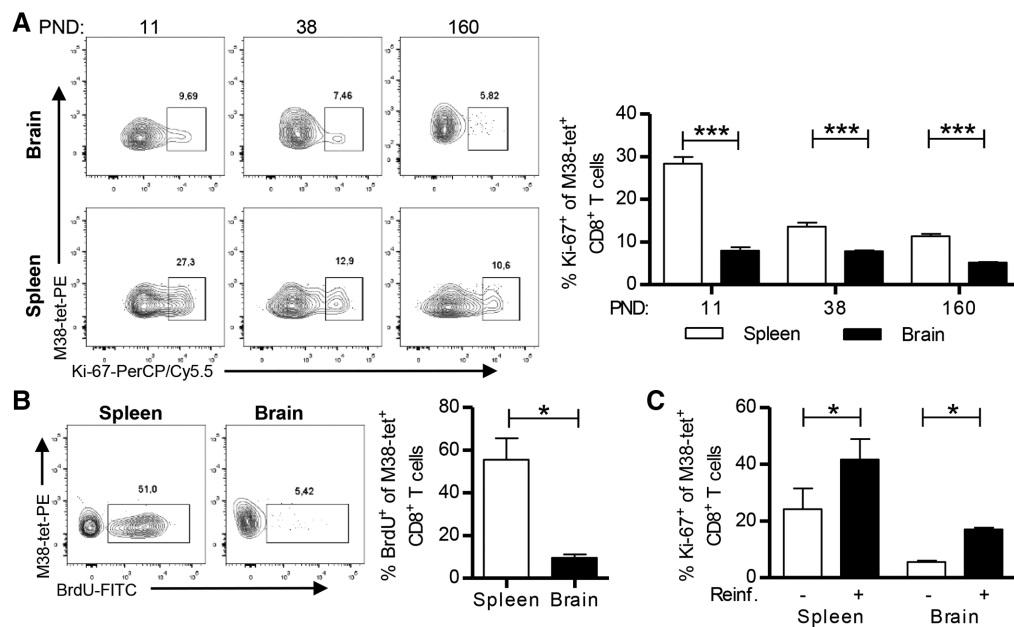 A PND: 11 38 160
Brain
9,69 7,46 5,82
Spleen
27,3 12,9 10,6
M38-tet-PE
Ki-67-PerCP/Cy5.5
% Ki-67+ of M38-tet+
CD8+ T cells
40
30
20
10
0
*** *** ***
PND: 11 38 160
Spleen Brain
B
Spleen Brain
M38-tet-PE
51,0 5,42
BrdU-FITC
% BrdU+ of M38-tet+
CD8+ T cells
80
60
40
20
0
*
Spleen Brain
C
% Ki-67+ of M38-tet+
CD8+ T cells
60
40
20
0
* *
Reinf. - + - +
Spleen Brain